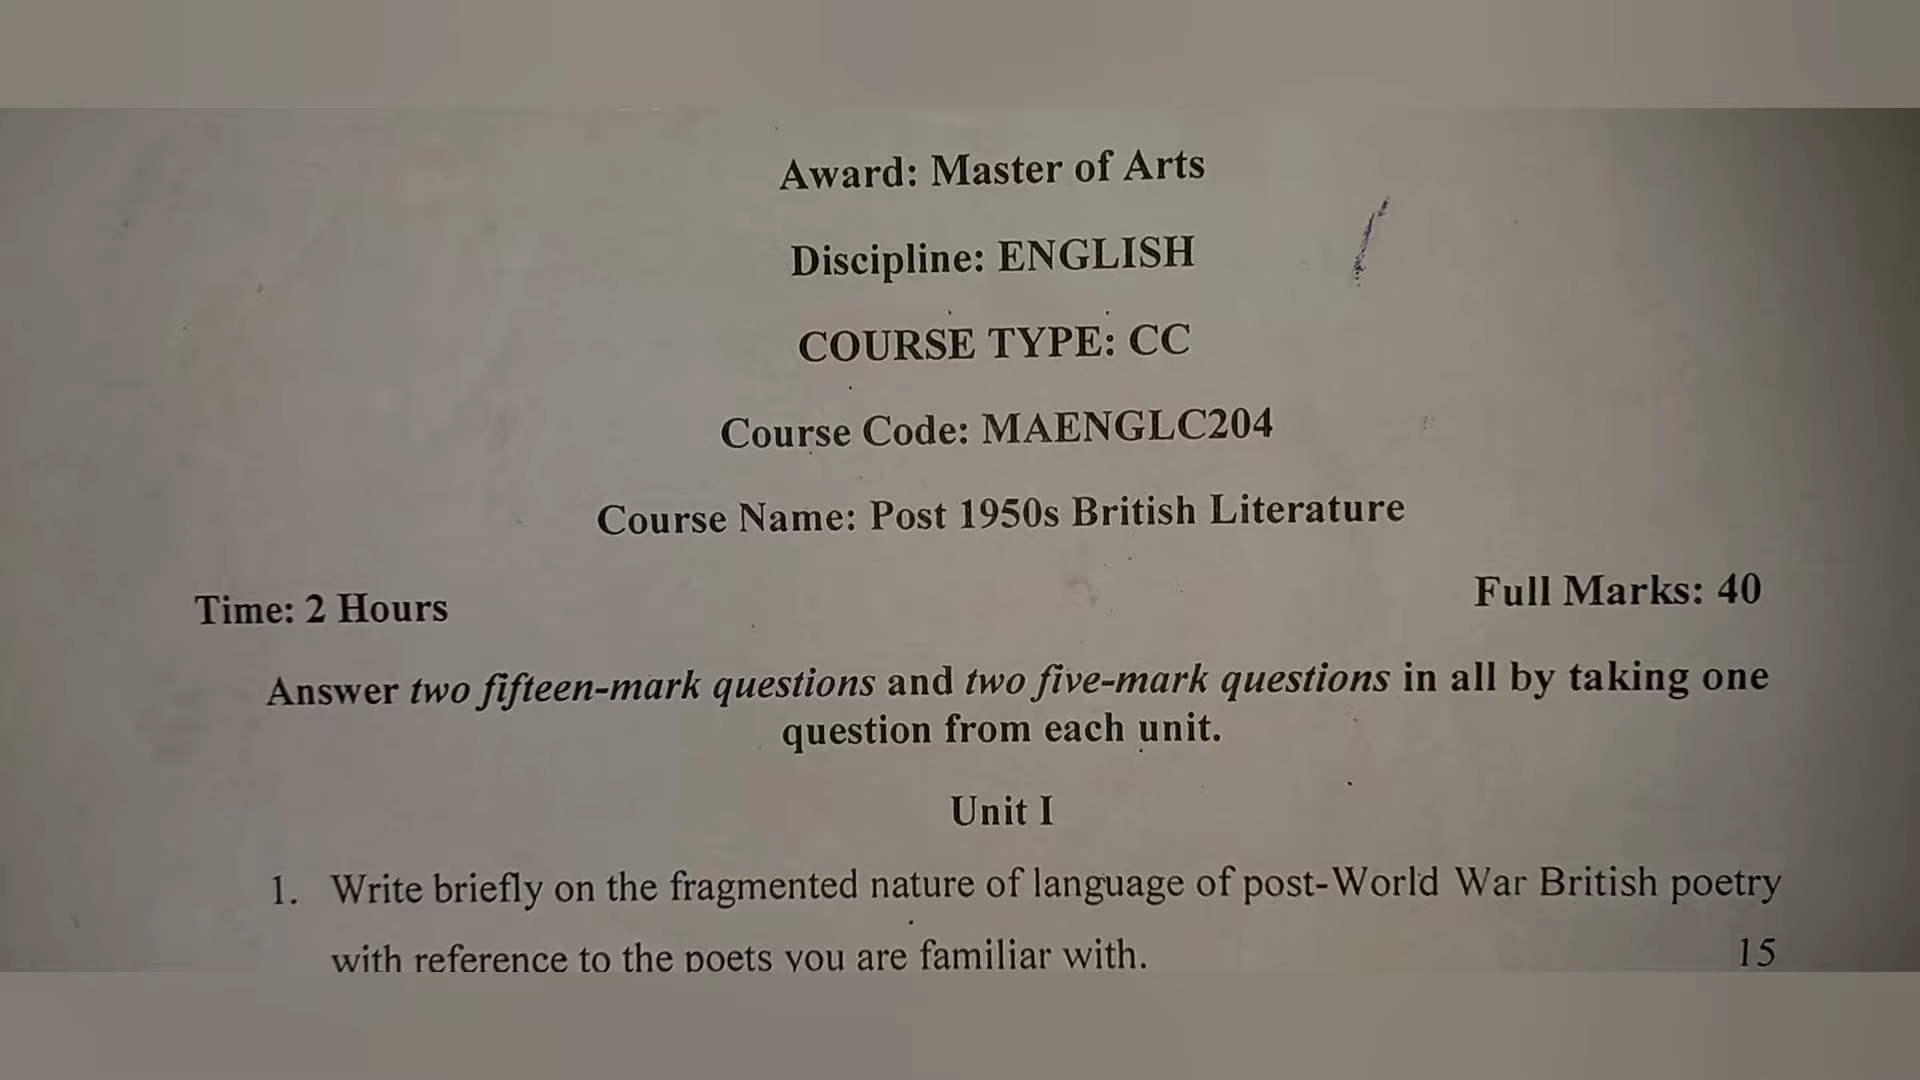 Award: Master of Arts
Discipline: ENGLISH
COURSE TYPE: CC
Course Code: MAENGLC204
Course Name: Post 1950s British Literature
Time: 2 Hours
Full Marks: 40
Answer two fifteen-mark questions and two five-mark questions in all by taking one
question from each unit.
Unit I
1. Write briefly on the fragmented nature of language of post-World War British poetry
with reference to the poets you are familiar with. 15